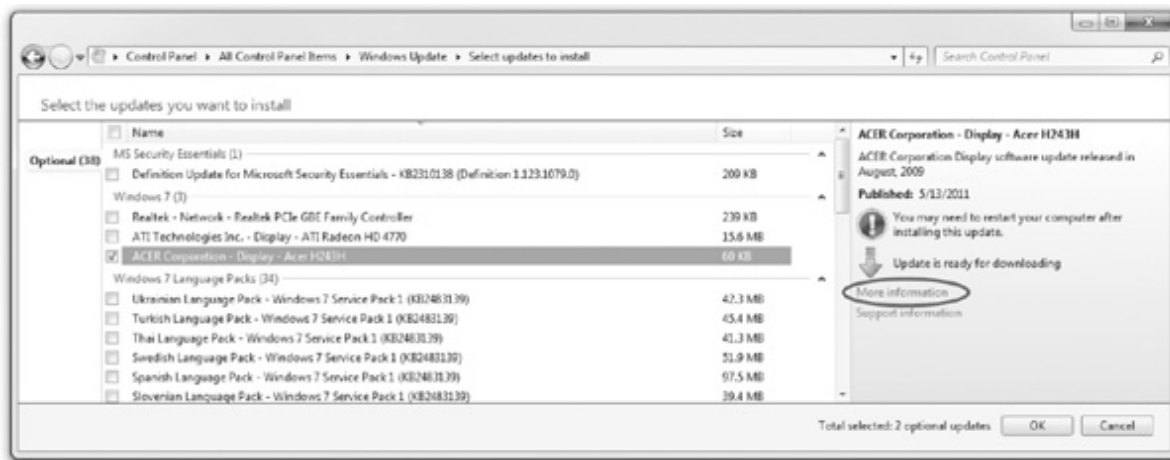 Control Panel ▸ All Control Panel Items ▸ Windows Update ▸ Select updates to install
Search Control Panel
Select the updates you want to install
Name Size
Optional (38)
MS Security Essentials (1)
Definition Update for Microsoft Security Essentials - KB2310138 (Definition 1.123.1079.0) 209 KB
Windows 7 (3)
Realtek - Network - Realtek PCIe GBE Family Controller 239 KB
ATI Technologies Inc. - Display - ATI Radeon HD 4770 15.6 MB
ACER Corporation - Display - Acer H243H 60 KB
Windows 7 Language Packs (34)
Ukrainian Language Pack - Windows 7 Service Pack 1 (KB2483139) 42.3 MB
Turkish Language Pack - Windows 7 Service Pack 1 (KB2483139) 45.4 MB
Thai Language Pack - Windows 7 Service Pack 1 (KB2483139) 41.3 MB
Swedish Language Pack - Windows 7 Service Pack 1 (KB2483139) 51.9 MB
Spanish Language Pack - Windows 7 Service Pack 1 (KB2483139) 97.5 MB
Slovenian Language Pack - Windows 7 Service Pack 1 (KB2483139) 39.4 MB
ACER Corporation - Display - Acer H243H
ACER Corporation Display software update released in
August, 2009
Published: 5/13/2011
You may need to restart your computer after
installing this update.
Update is ready for downloading
More information
Support information
Total selected: 2 optional updates
OK
Cancel